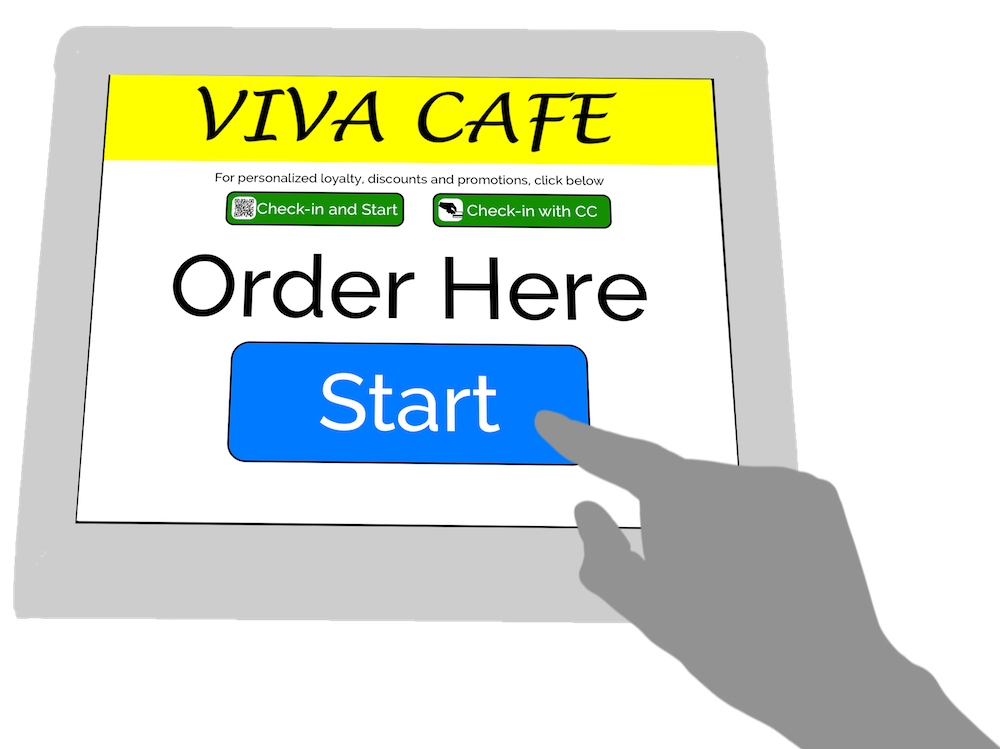 VIVA CAFE
For personalized loyalty, discounts and promotions, click below
Check-in and Start
Check-in with CC
Order Here
Start